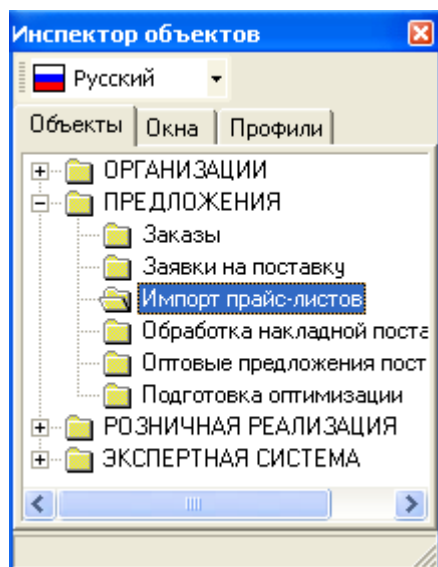 Инспектор объектов
Русский
Объекты Окна Профили
ОРГАНИЗАЦИИ
ПРЕДЛОЖЕНИЯ
Заказы
Заявки на поставку
Импорт прайс-листов
Обработка накладной поста
Оптовые предложения пост
Подготовка оптимизации
РОЗНИЧНАЯ РЕАЛИЗАЦИЯ
ЭКСПЕРТНАЯ СИСТЕМА